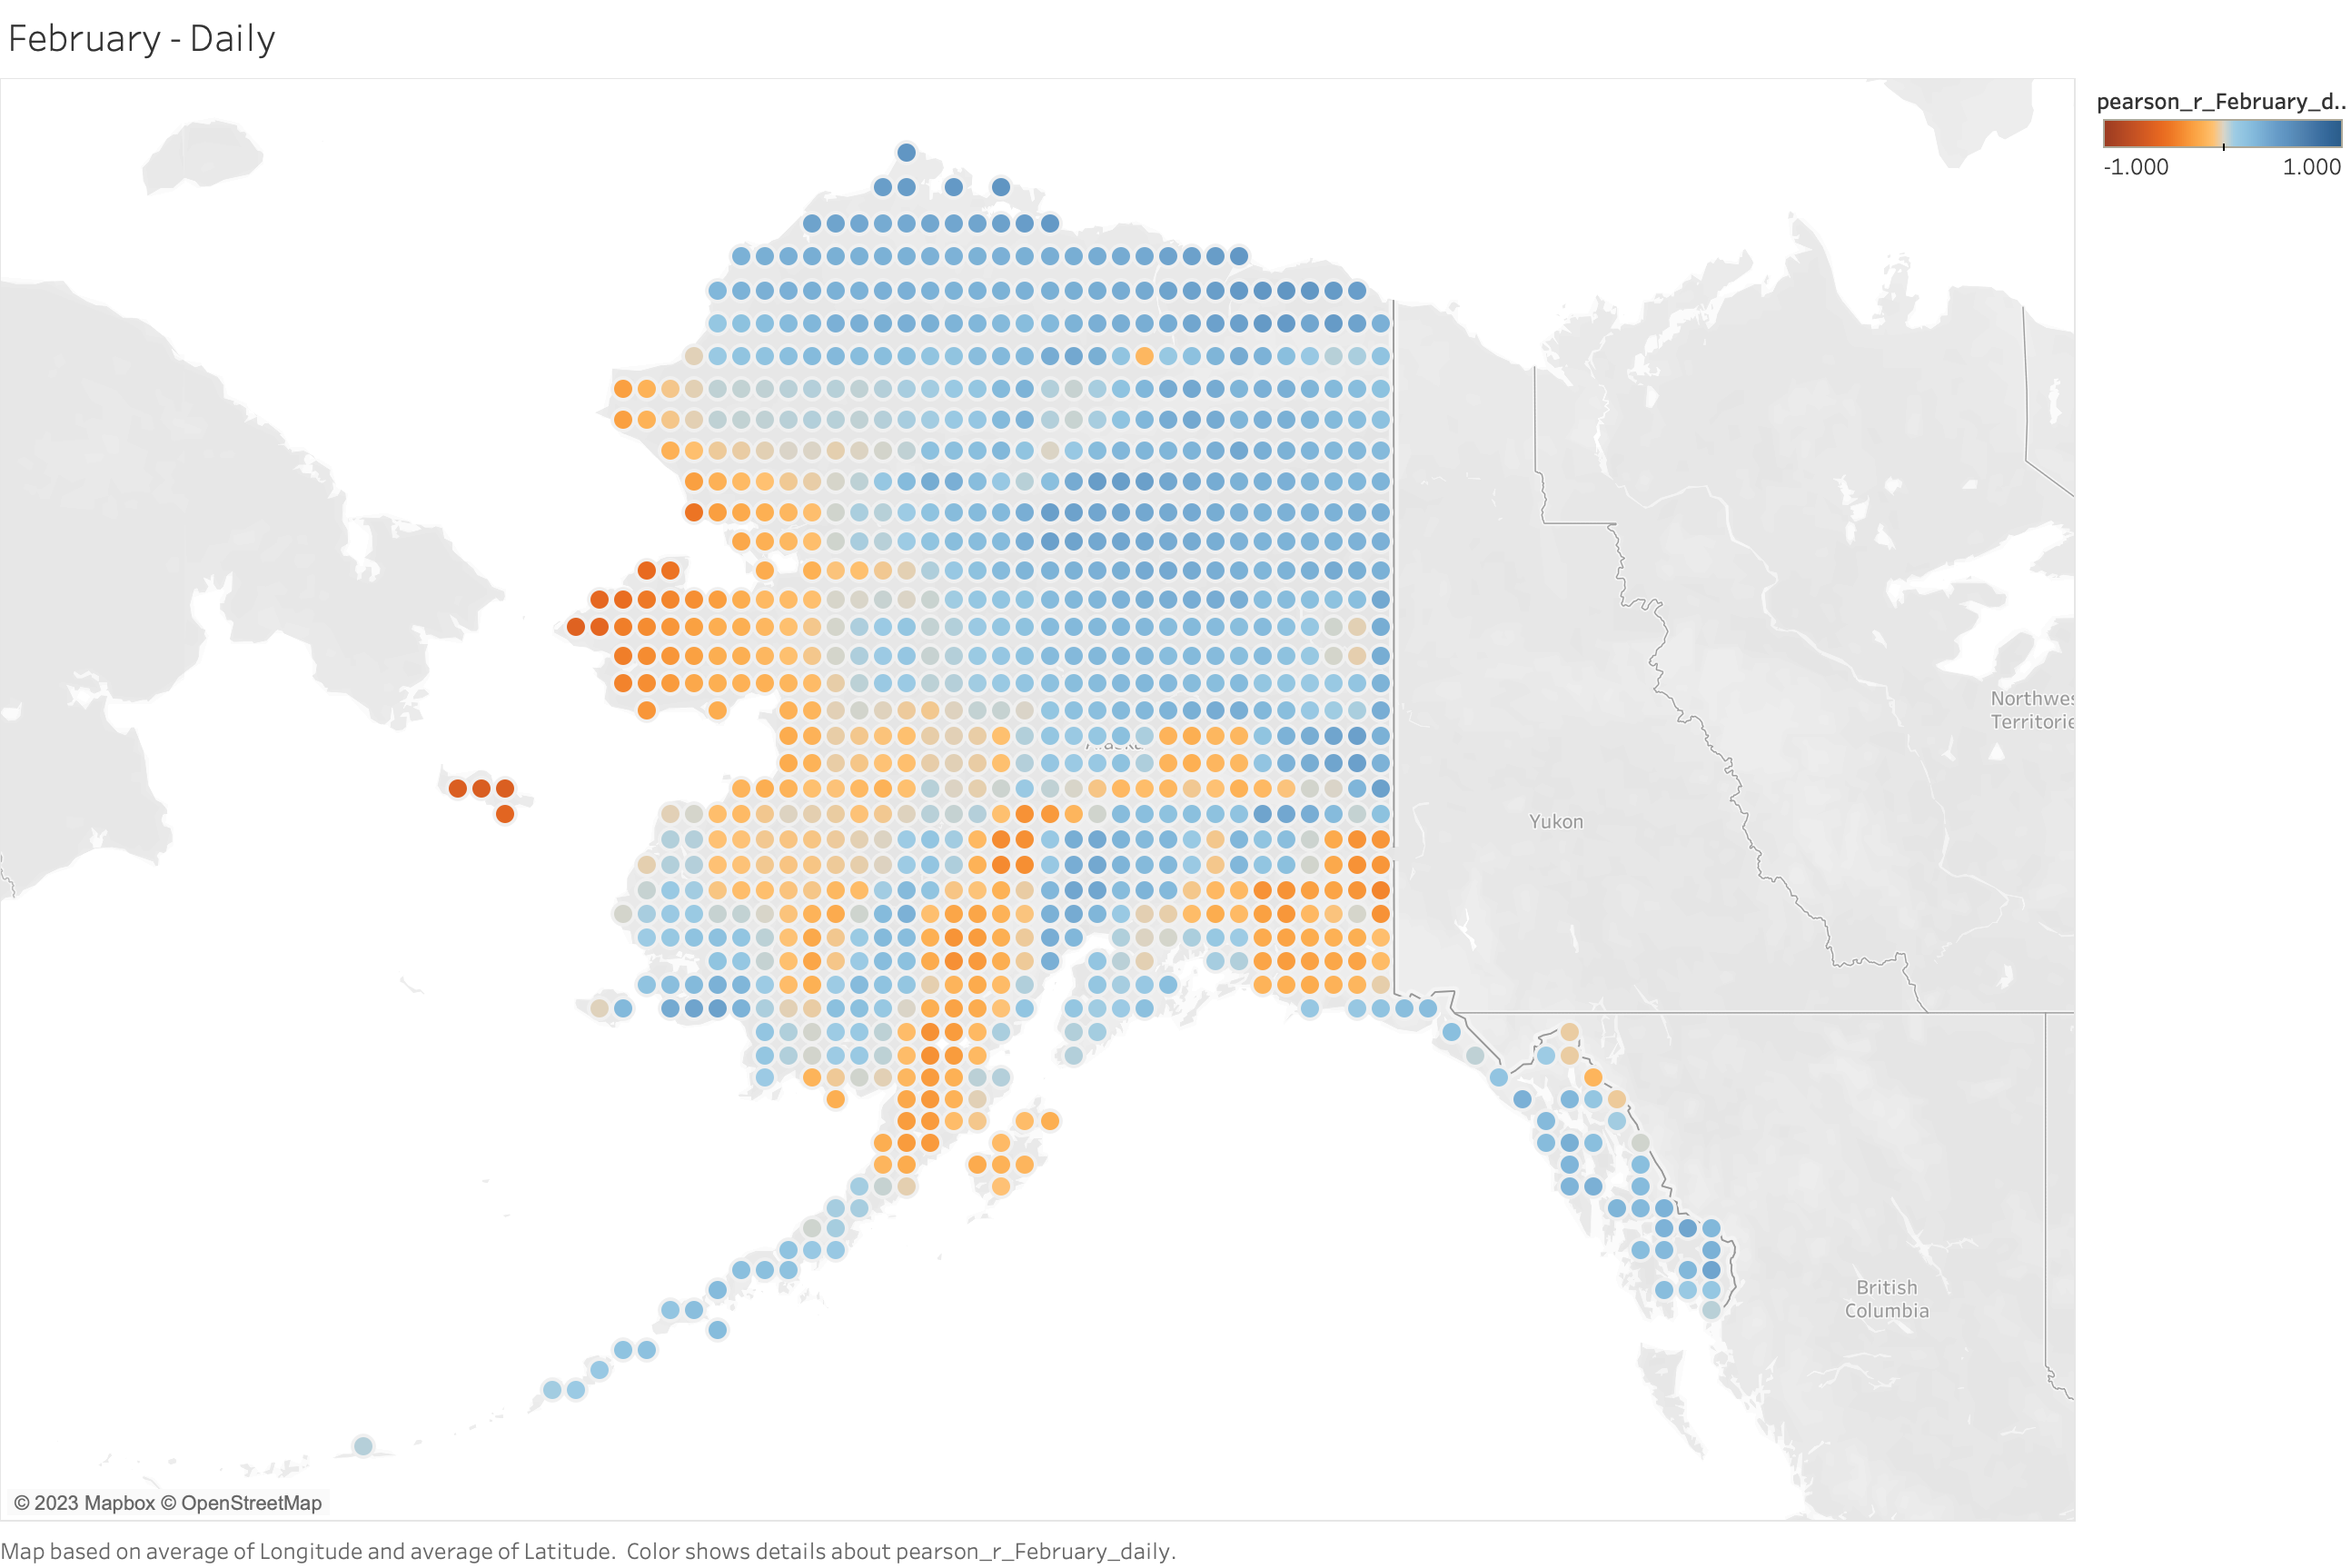 February - Daily
pearson_r_February_d..
-1.000 1.000
Northwes
Territorie
Yukon
British
Columbia
© 2023 Mapbox © OpenStreetMap
Map based on average of Longitude and average of Latitude. Color shows details about pearson_r_February_daily.